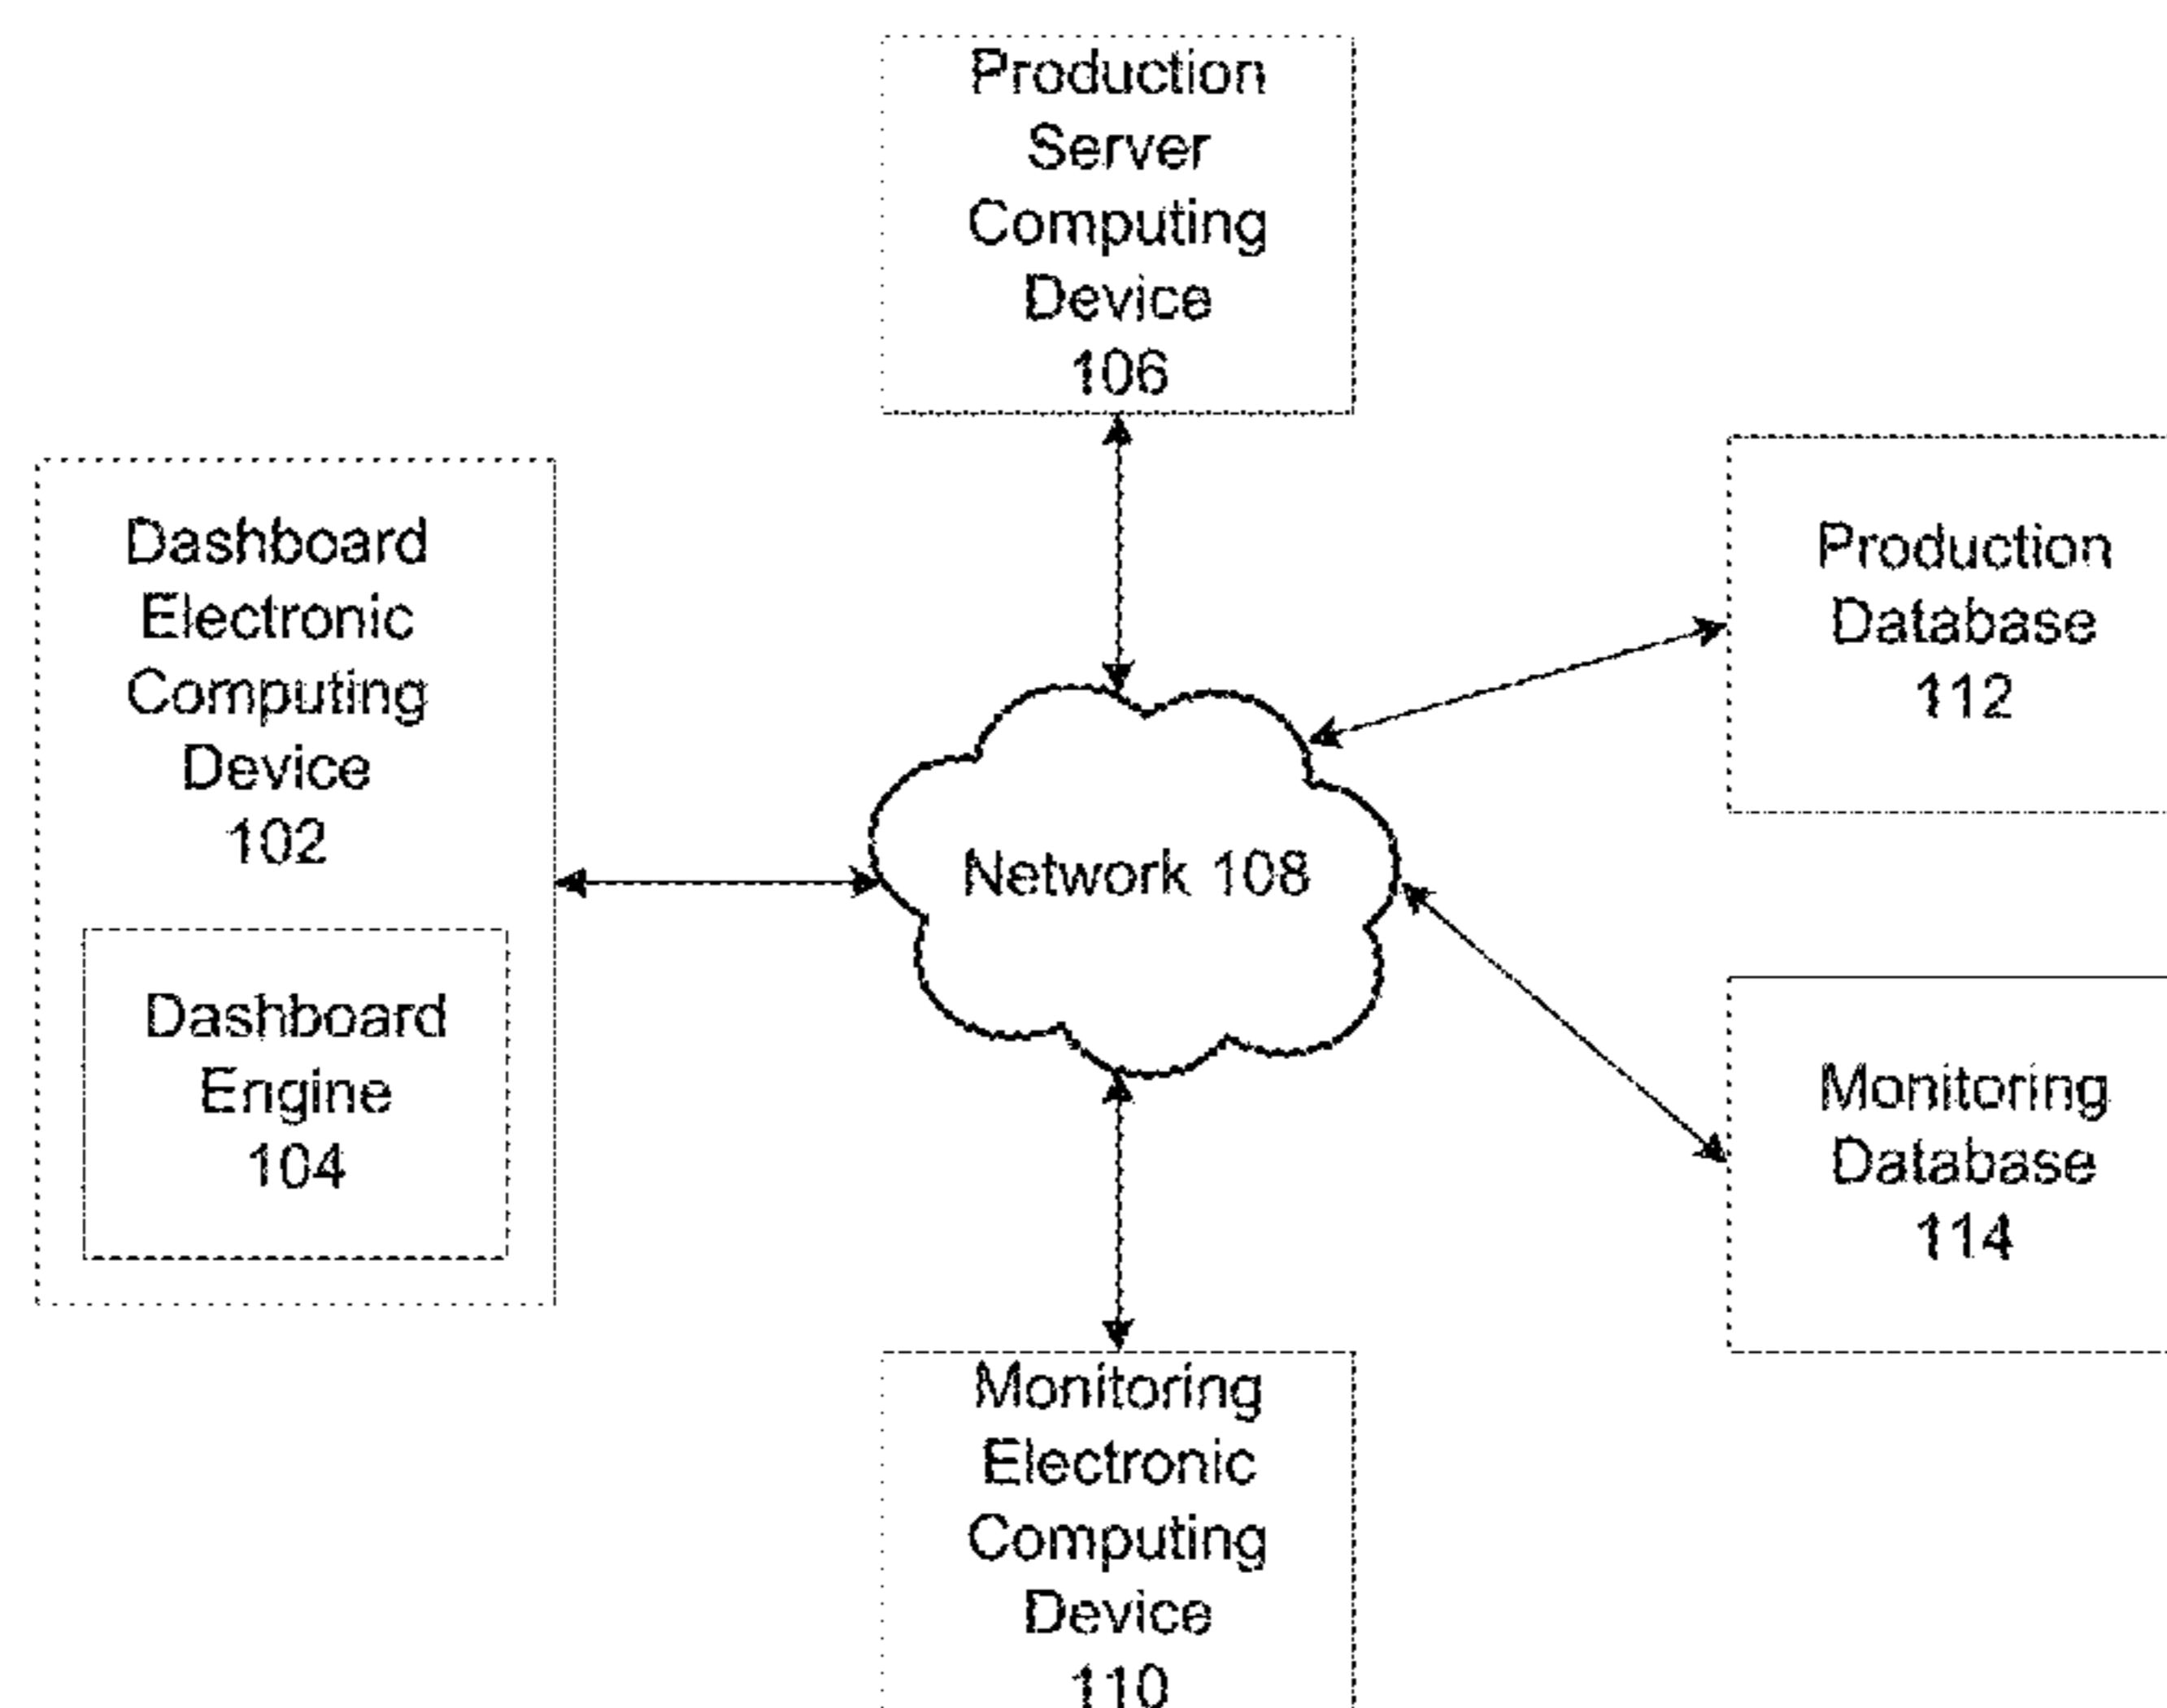 Production
Server
Computing
Device
106
Dashboard
Electronic
Computing
Device
102
Dashboard
Engine
104
Network 108
Production
Database
112
Monitoring
Database
114
Monitoring
Electronic
Computing
Device
110